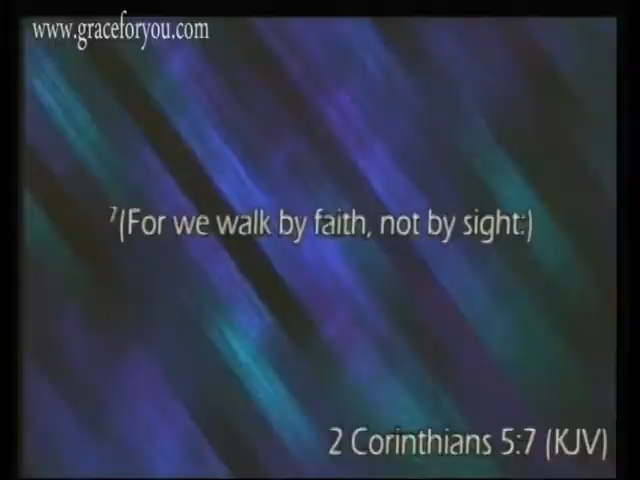 www.graceforyou.com
⁷(For we walk by faith, not by sight:)
2 Corinthians 5:7 (KJV)